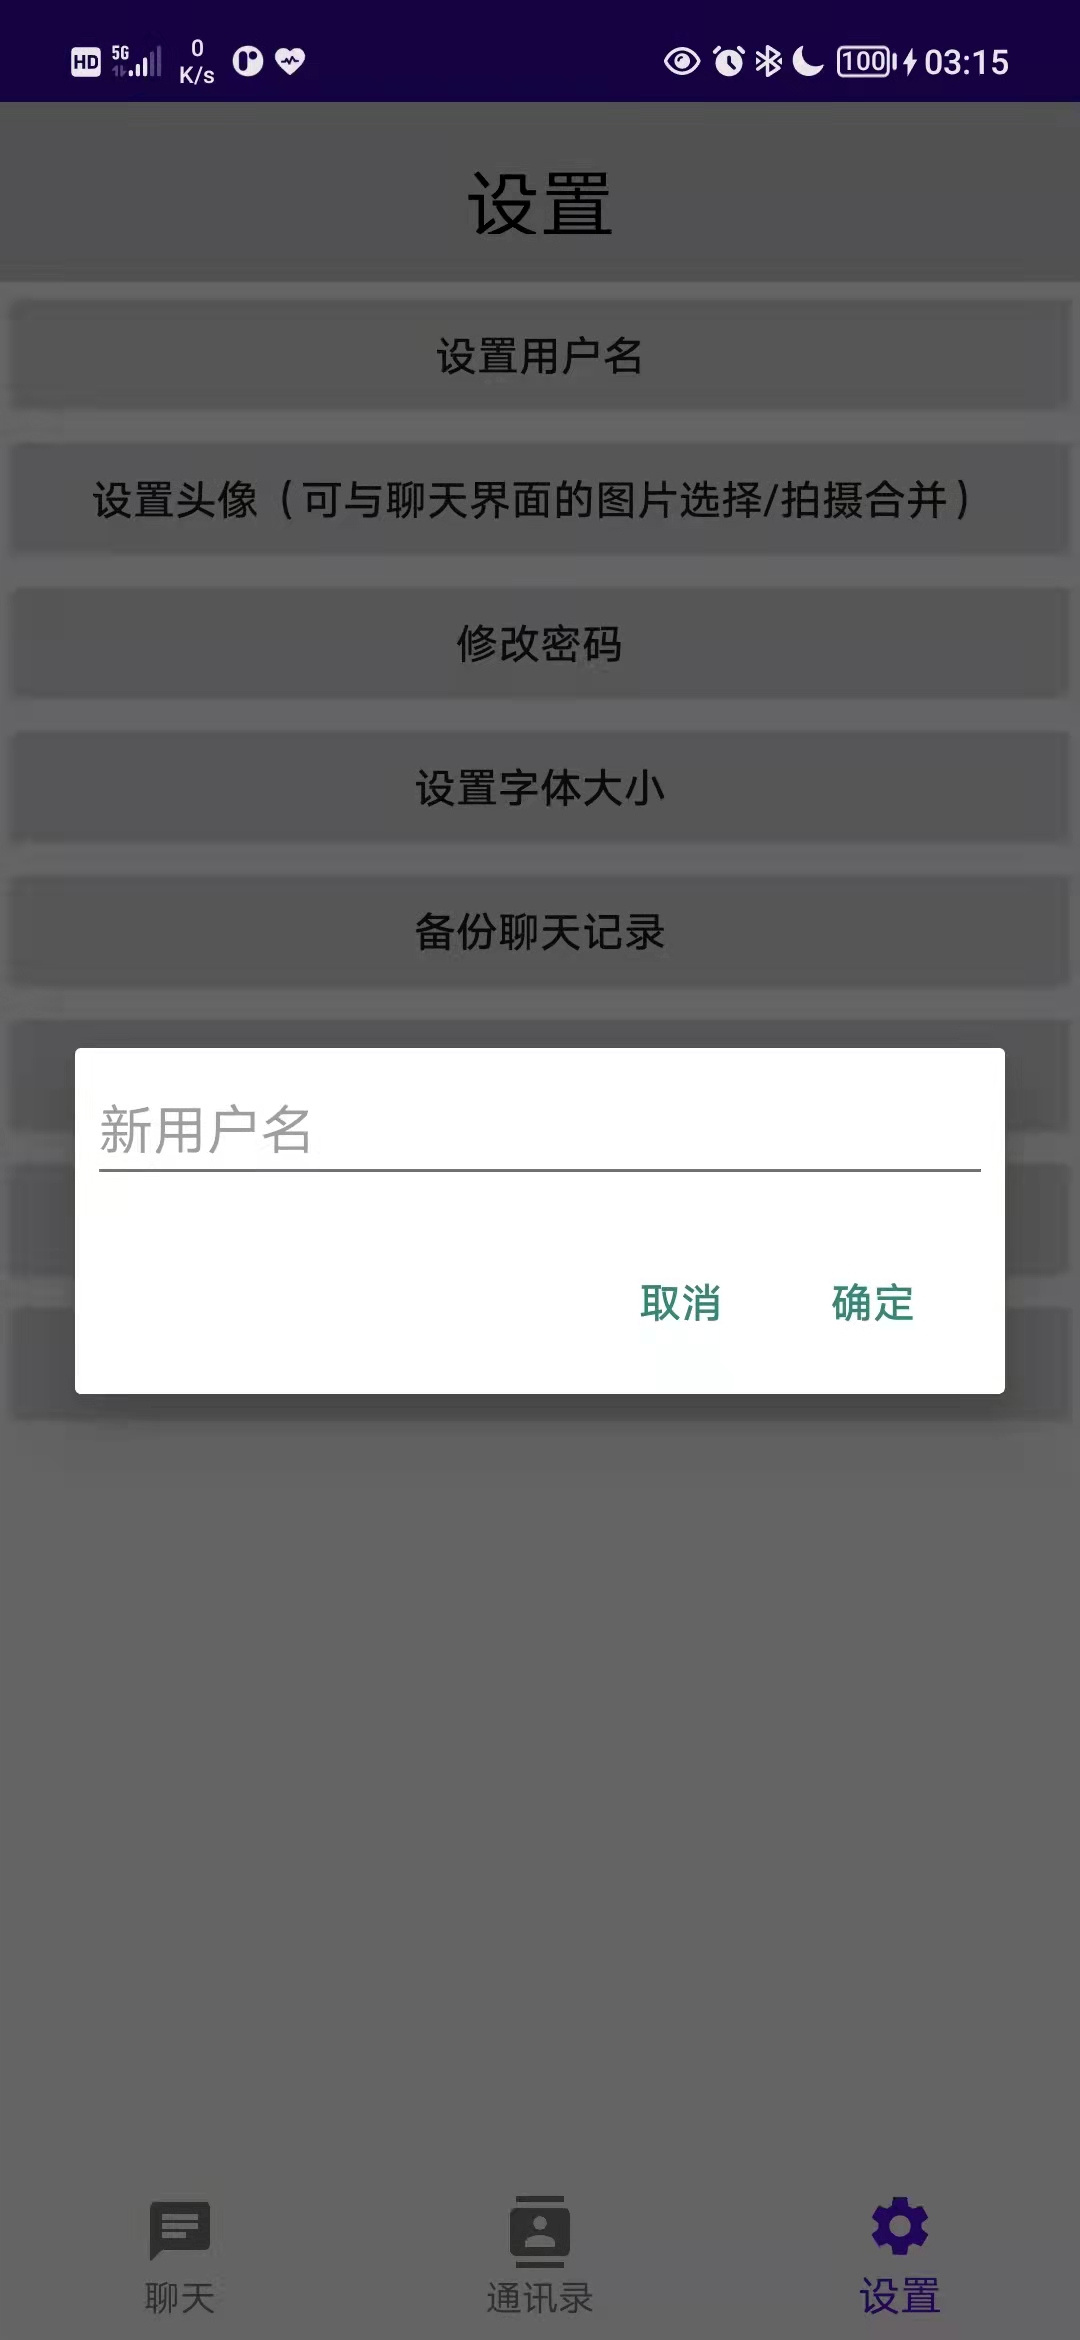 HD 5G 0 K/s 100 03:15
设置
设置用户名
设置头像（可与聊天界面的图片选择/拍摄合并）
修改密码
设置字体大小
备份聊天记录
新用户名
取消 确定
聊天 通讯录 设置